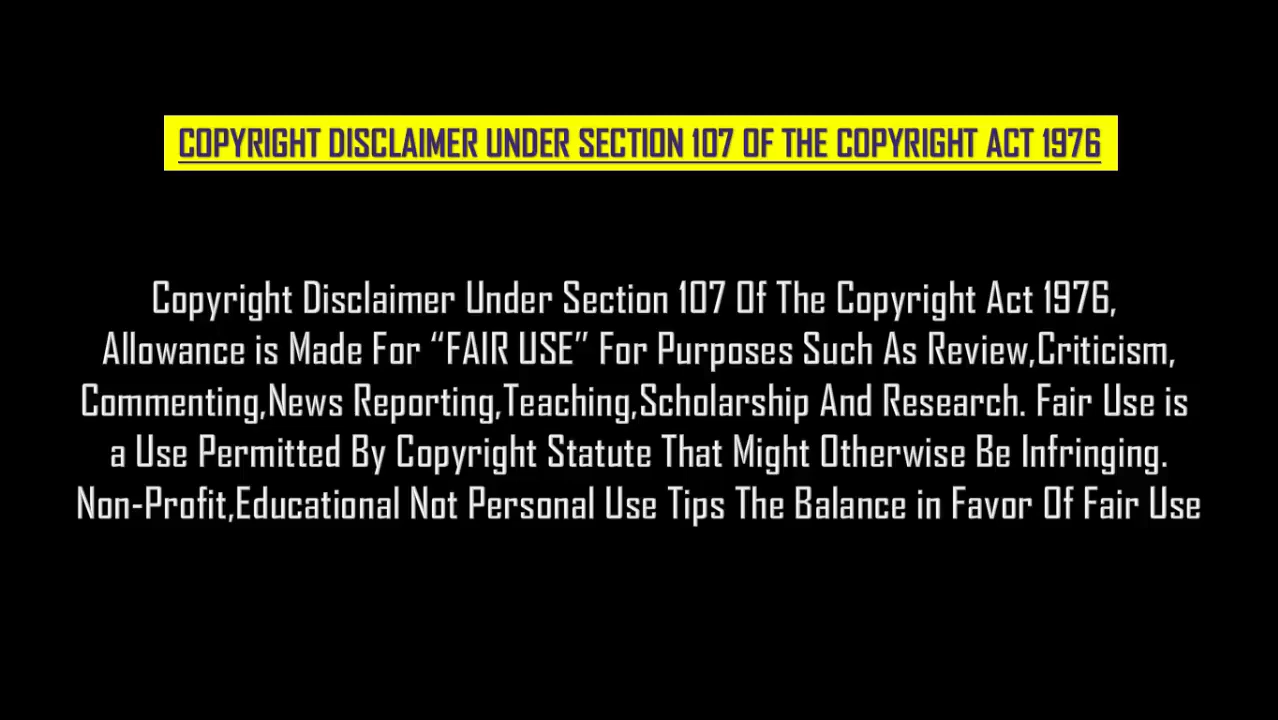 COPYRIGHT DISCLAIMER UNDER SECTION 107 OF THE COPYRIGHT ACT 1976
Copyright Disclaimer Under Section 107 Of The Copyright Act 1976,
Allowance is Made For “FAIR USE” For Purposes Such As Review,Criticism,
Commenting,News Reporting,Teaching,Scholarship And Research. Fair Use is
a Use Permitted By Copyright Statute That Might Otherwise Be Infringing.
Non-Profit,Educational Not Personal Use Tips The Balance in Favor Of Fair Use